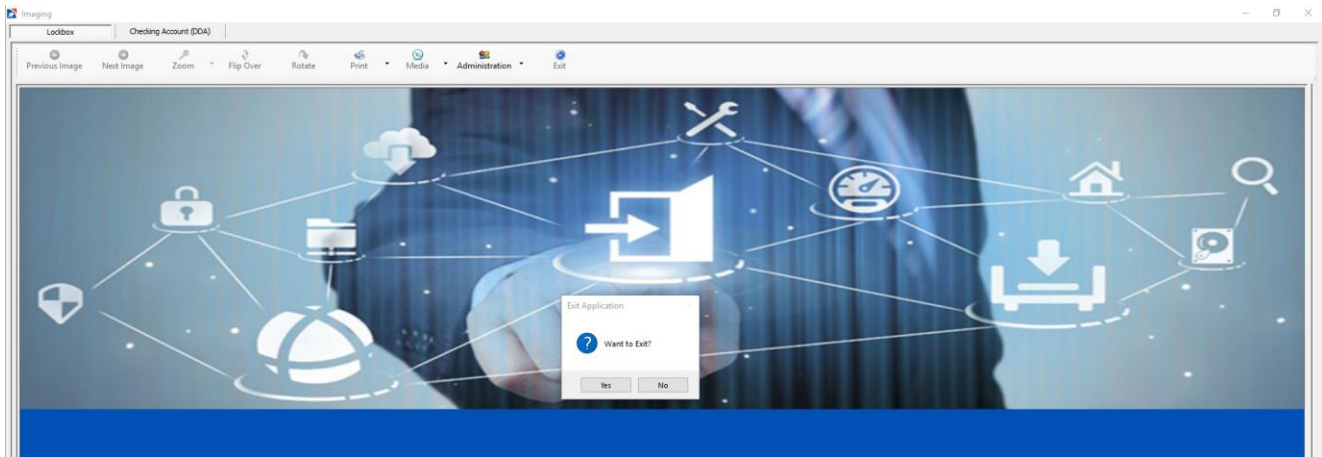 Imaging
Lockbox Checking Account (DDA)
Previous Image Next Image Zoom Flip Over Rotate Print Media Administration Exit
Exit Application
? Want to Exit?
Yes No